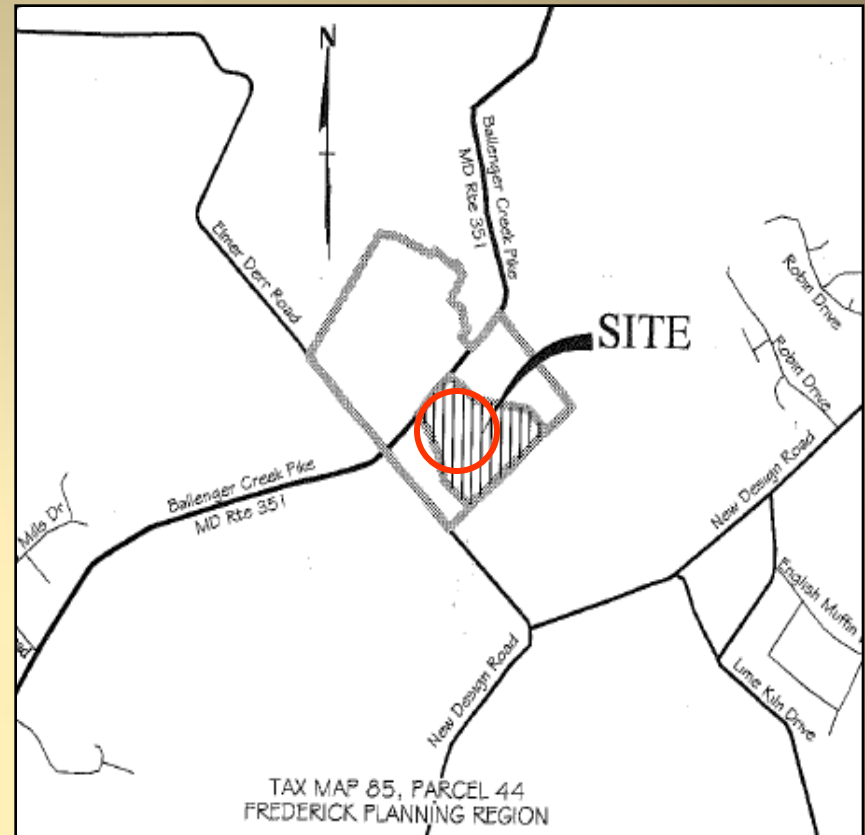 N
Ballenger Creek Pike
MD Rte 351
Elmer Derr Road
SITE
Robin Drive
Robin Drive
New Design Road
Ballenger Creek Pike
MD Rte 351
Mills Dr
English Muffin
Lime Kiln Drive
New Design Road
TAX MAP 85, PARCEL 44
FREDERICK PLANNING REGION